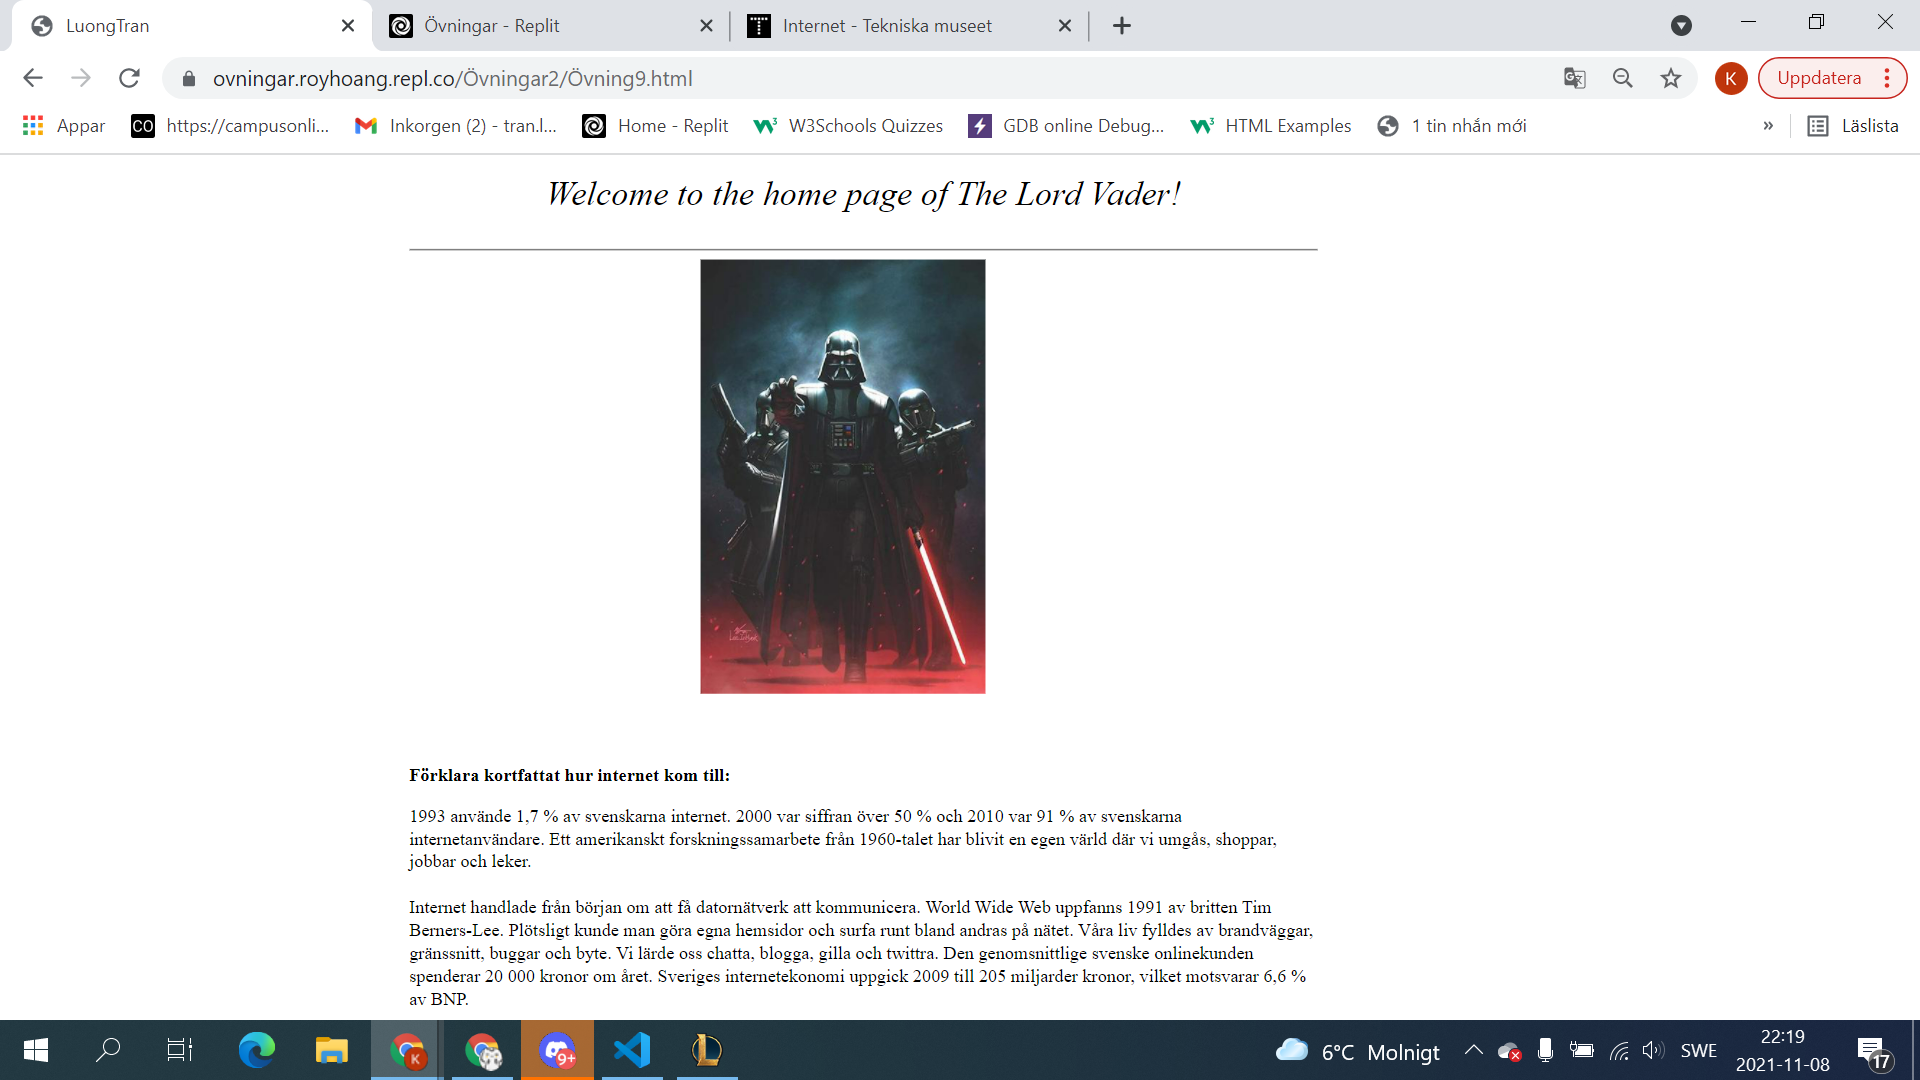 LuongTran
Övningar - Replit
Internet - Tekniska museet
ovningar.royhoang.repl.co/Övningar2/Övning9.html
K
Uppdatera
Appar
CO
https://campusonli...
Inkorgen (2) - tran.l...
Home - Replit
W3Schools Quizzes
GDB online Debug...
HTML Examples
1 tin nhắn mới
»
Läslista
Welcome to the home page of The Lord Vader!
Förklara kortfattat hur internet kom till:
1993 använde 1,7 % av svenskarna internet. 2000 var siffran över 50 % och 2010 var 91 % av svenskarna
internetanvändare. Ett amerikanskt forskningssamarbete från 1960-talet har blivit en egen värld där vi umgås, shoppar,
jobbar och leker.
Internet handlade från början om att få datornätverk att kommunicera. World Wide Web uppfanns 1991 av britten Tim
Berners-Lee. Plötsligt kunde man göra egna hemsidor och surfa runt bland andras på nätet. Våra liv fylldes av brandväggar,
gränssnitt, buggar och byte. Vi lärde oss chatta, blogga, gilla och twittra. Den genomsnittlige svenske onlinekunden
spenderar 20 000 kronor om året. Sveriges internetekonomi uppgick 2009 till 205 miljarder kronor, vilket motsvarar 6,6 %
av BNP.
K
9+
6°C Molnigt
SWE
22:19
2021-11-08
17